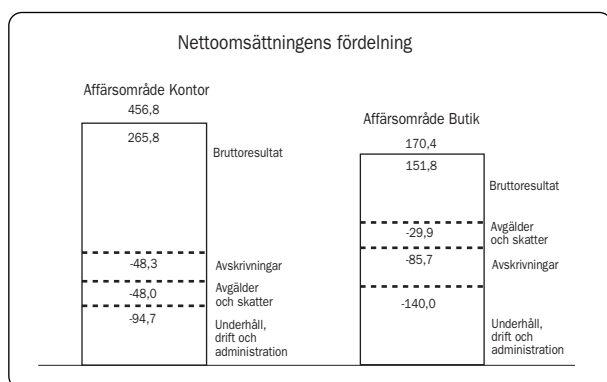 Nettoomsättningens fördelning
Affärsområde Kontor
456,8
265,8
Bruttoresultat
-48,3
Avskrivningar
-48,0
Avgälder
och skatter
-94,7
Underhåll,
drift och
administration
Affärsområde Butik
170,4
151,8
Bruttoresultat
-29,9
Avgälder
och skatter
-85,7
Avskrivningar
-140,0
Underhåll,
drift och
administration